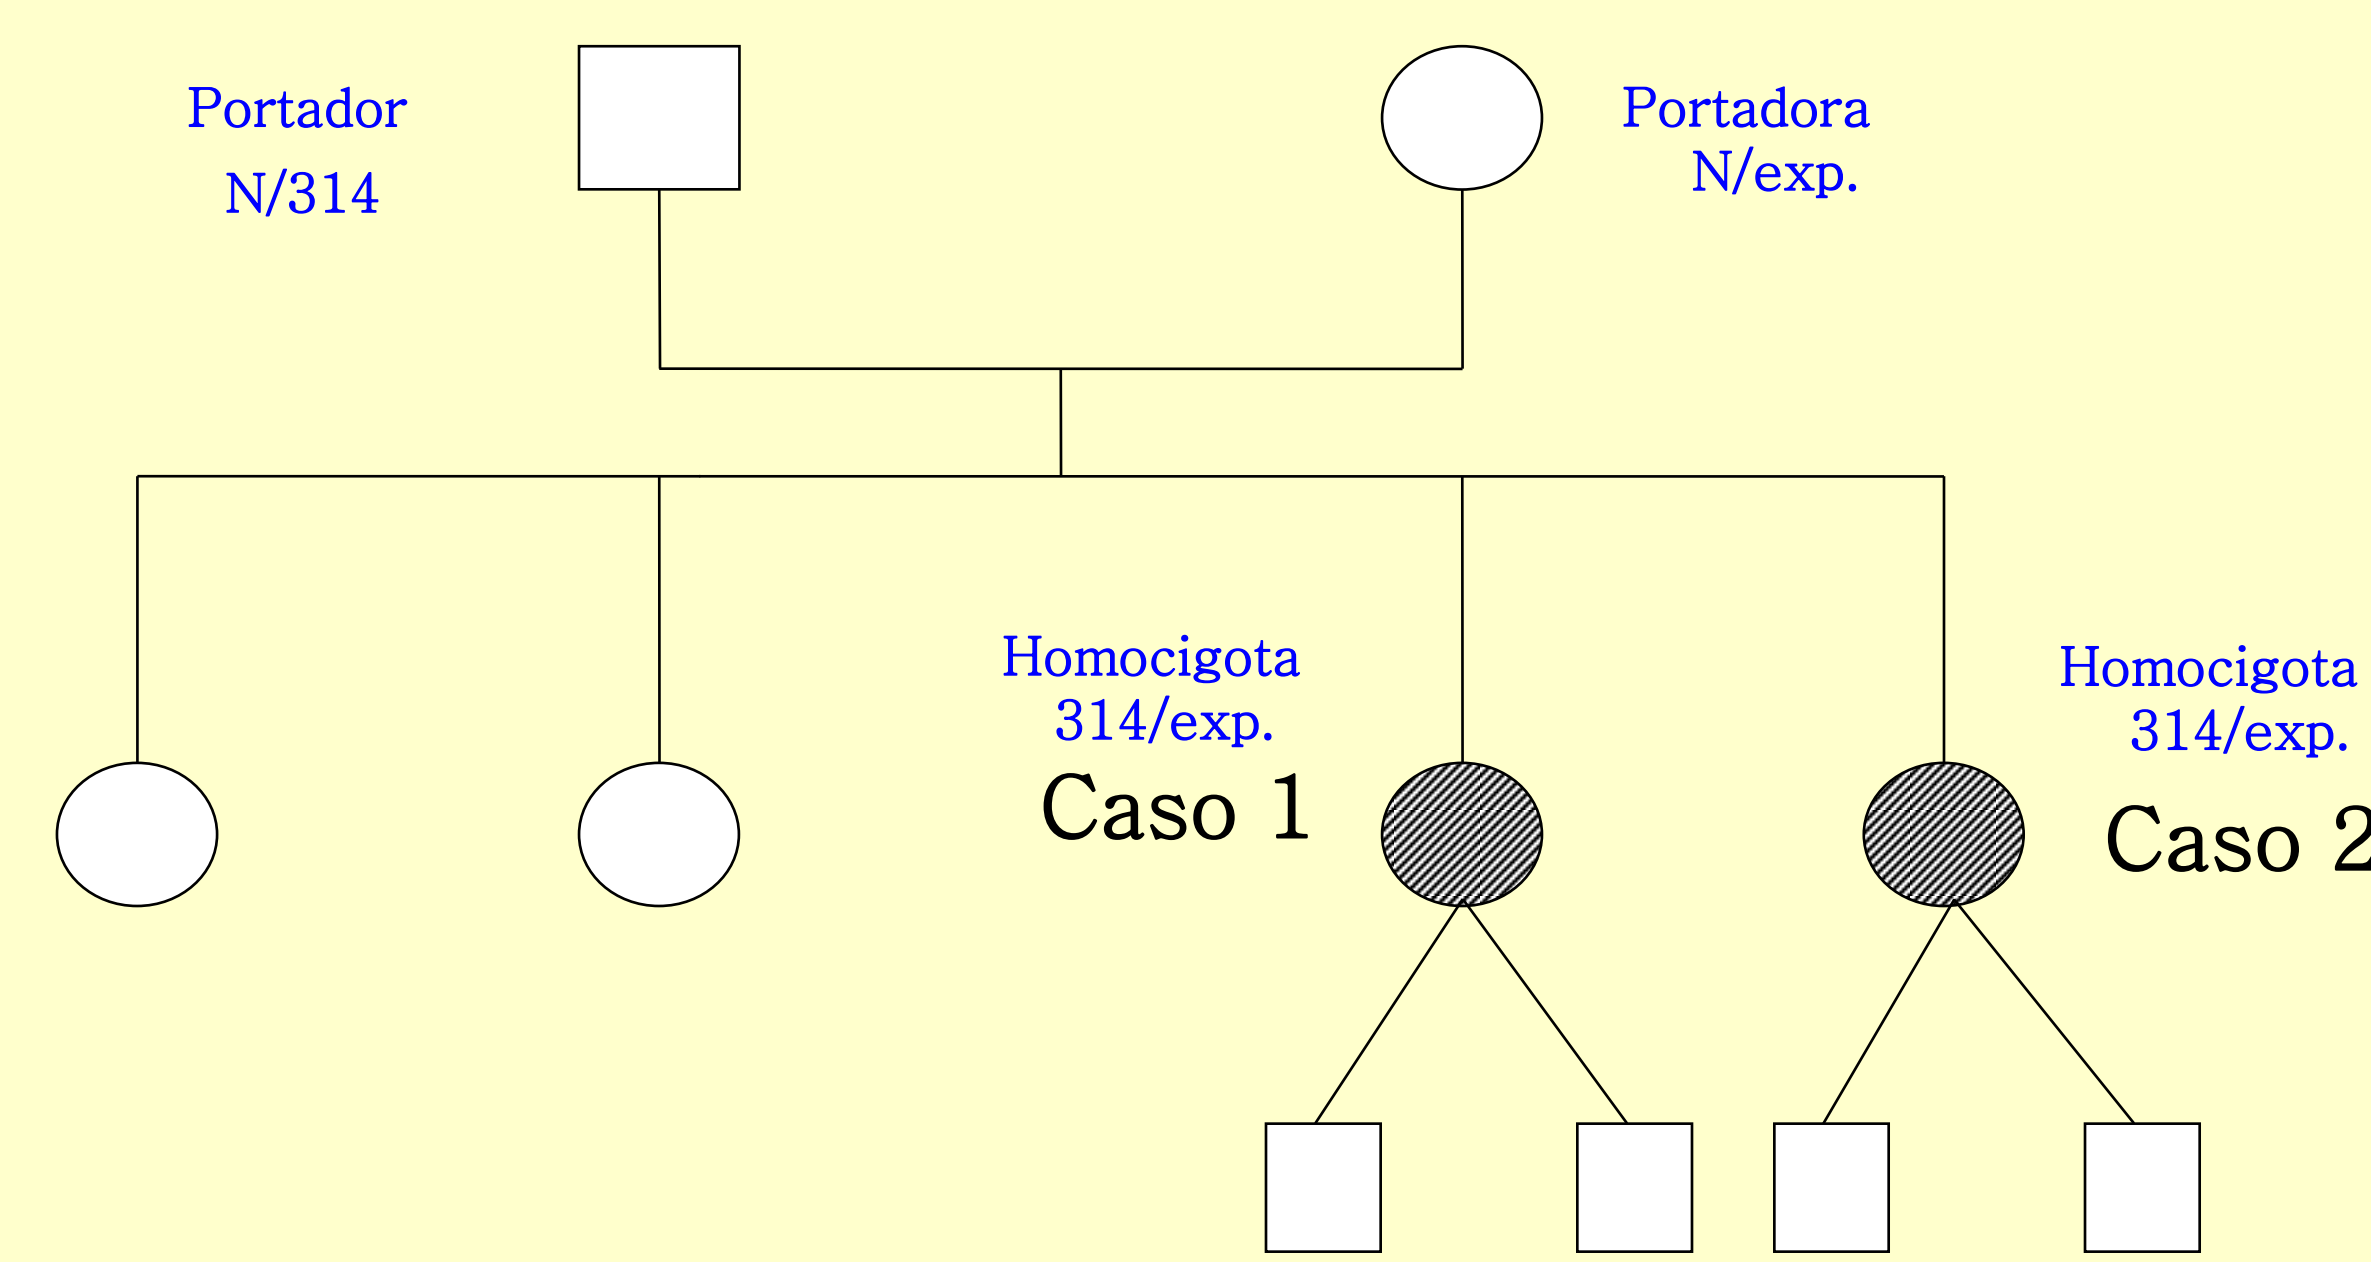 Portador
N/314
Portadora
N/exp.
Homocigota
314/exp.
Caso 1
Homocigota
314/exp.
Caso 2